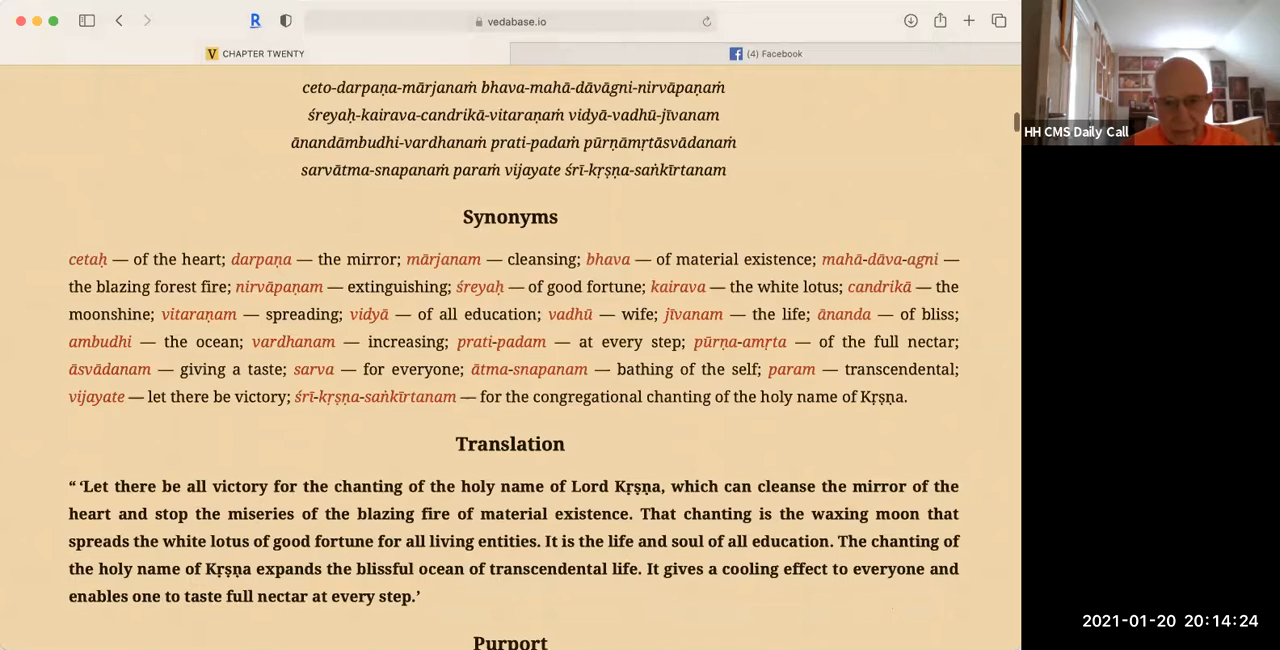 vedabase.io
CHAPTER TWENTY
(4) Facebook
ceto-darpaṇa-mārjanaṁ bhava-mahā-dāvāgni-nirvāpaṇaṁ
śreyaḥ-kairava-candrikā-vitaraṇaṁ vidyā-vadhū-jīvanam
ānandāmbudhi-vardhanaṁ prati-padaṁ pūrṇāmṛtāsvādanaṁ
sarvātma-snapanaṁ paraṁ vijayate śrī-kṛṣṇa-saṅkīrtanam
Synonyms
cetaḥ — of the heart; darpaṇa — the mirror; mārjanam — cleansing; bhava — of material existence; mahā-dāva-agni —
the blazing forest fire; nirvāpaṇam — extinguishing; śreyaḥ — of good fortune; kairava — the white lotus; candrikā — the
moonshine; vitaraṇam — spreading; vidyā — of all education; vadhū — wife; jīvanam — the life; ānanda — of bliss;
ambudhi — the ocean; vardhanam — increasing; prati-padam — at every step; pūrṇa-amṛta — of the full nectar;
āsvādanam — giving a taste; sarva — for everyone; ātma-snapanam — bathing of the self; param — transcendental;
vijayate — let there be victory; śrī-kṛṣṇa-saṅkīrtanam — for the congregational chanting of the holy name of Kṛṣṇa.
Translation
“ ‘Let there be all victory for the chanting of the holy name of Lord Kṛṣṇa, which can cleanse the mirror of the
heart and stop the miseries of the blazing fire of material existence. That chanting is the waxing moon that
spreads the white lotus of good fortune for all living entities. It is the life and soul of all education. The chanting of
the holy name of Kṛṣṇa expands the blissful ocean of transcendental life. It gives a cooling effect to everyone and
enables one to taste full nectar at every step.’
Purport
HH CMS Daily Call
2021-01-20 20:14:24